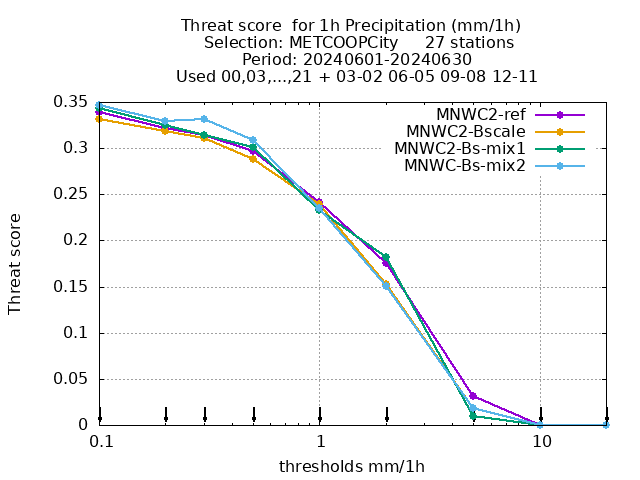 Threat score  for 1h Precipitation (mm/1h)
Selection: METCOOPCity     27 stations
Period: 20240601-20240630
Used 00,03,...,21 + 03-02 06-05 09-08 12-11
MNWC2-ref
MNWC2-Bscale
MNWC2-Bs-mix1
MNWC-Bs-mix2
0.35
0.3
0.25
0.2
0.15
0.1
0.05
0
Threat score
0.1 1 10
thresholds mm/1h